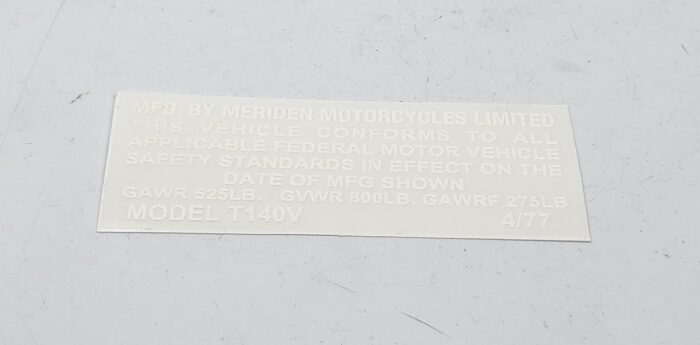 MFD. BY MERIDEN MOTORCYCLES LIMITED
THIS VEHICLE CONFORMS TO ALL
APPLICABLE FEDERAL MOTOR VEHICLE
SAFETY STANDARDS IN EFFECT ON THE
DATE OF MFG SHOWN
GAWR 525LB. GVWR 800LB. GAWRF 275LB
MODEL T140V 4/77